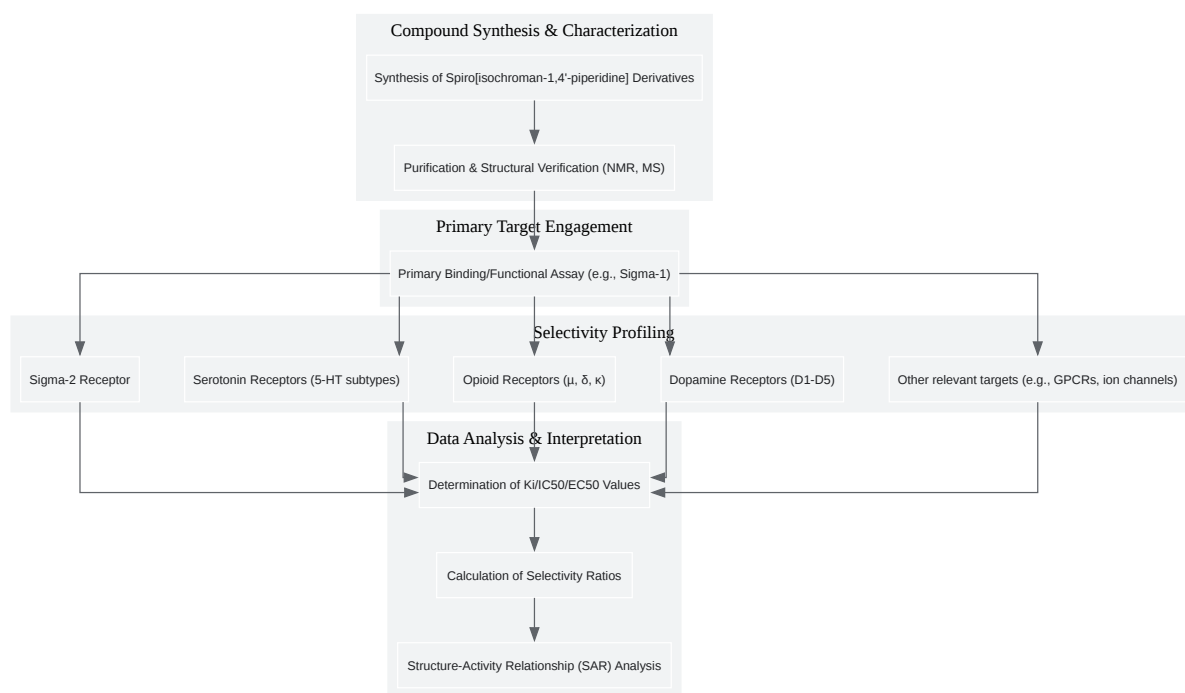 Compound Synthesis & Characterization
Synthesis of Spiro[isochroman-1,4'-piperidine] Derivatives
Purification & Structural Verification (NMR, MS)
Primary Target Engagement
Primary Binding/Functional Assay (e.g., Sigma-1)
Selectivity Profiling
Sigma-2 Receptor
Serotonin Receptors (5-HT subtypes)
Opioid Receptors (μ, δ, κ)
Dopamine Receptors (D1-D5)
Other relevant targets (e.g., GPCRs, ion channels)
Data Analysis & Interpretation
Determination of Ki/IC50/EC50 Values
Calculation of Selectivity Ratios
Structure-Activity Relationship (SAR) Analysis